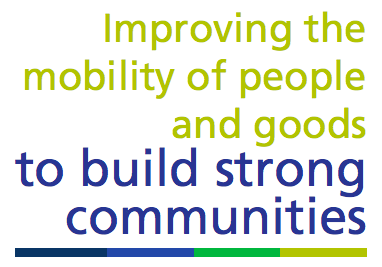 Improving the
mobility of people
and goods
to build strong
communities